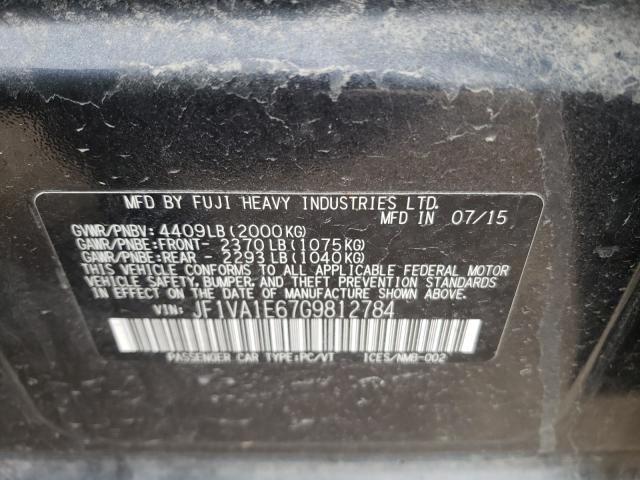 MFD BY FUJI HEAVY INDUSTRIES LTD.
MFD IN 07/15
GVWR/PNBV: 4409LB(2000KG)
GAWR/PNBE:FRONT- 2370LB(1075KG)
GAWR/PNBE:REAR - 2293LB(1040KG)
THIS VEHICLE CONFORMS TO ALL APPLICABLE FEDERAL MOTOR
VEHICLE SAFETY, BUMPER, AND THEFT PREVENTION STANDARDS
IN EFFECT ON THE DATE OF MANUFACTURE SHOWN ABOVE.
VIN: JF1VA1E67G9812784
PASSENGER CAR TYPE:PC/VT ICES/NMB-002